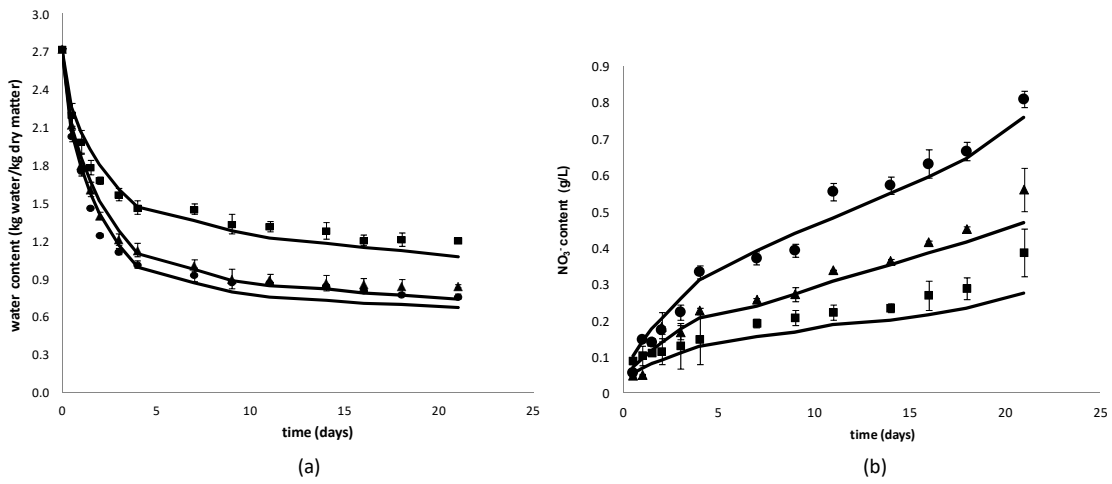 3.0
2.7
2.4
2.1
1.8
1.5
1.2
0.9
0.6
0.3
0.0
water content (kg water/kg dry matter)
0 5 10 15 20 25
time (days)
(a)
0.9
0.8
0.7
0.6
0.5
0.4
0.3
0.2
0.1
0
NO₃⁻ content (g/L)
0 5 10 15 20 25
time (days)
(b)